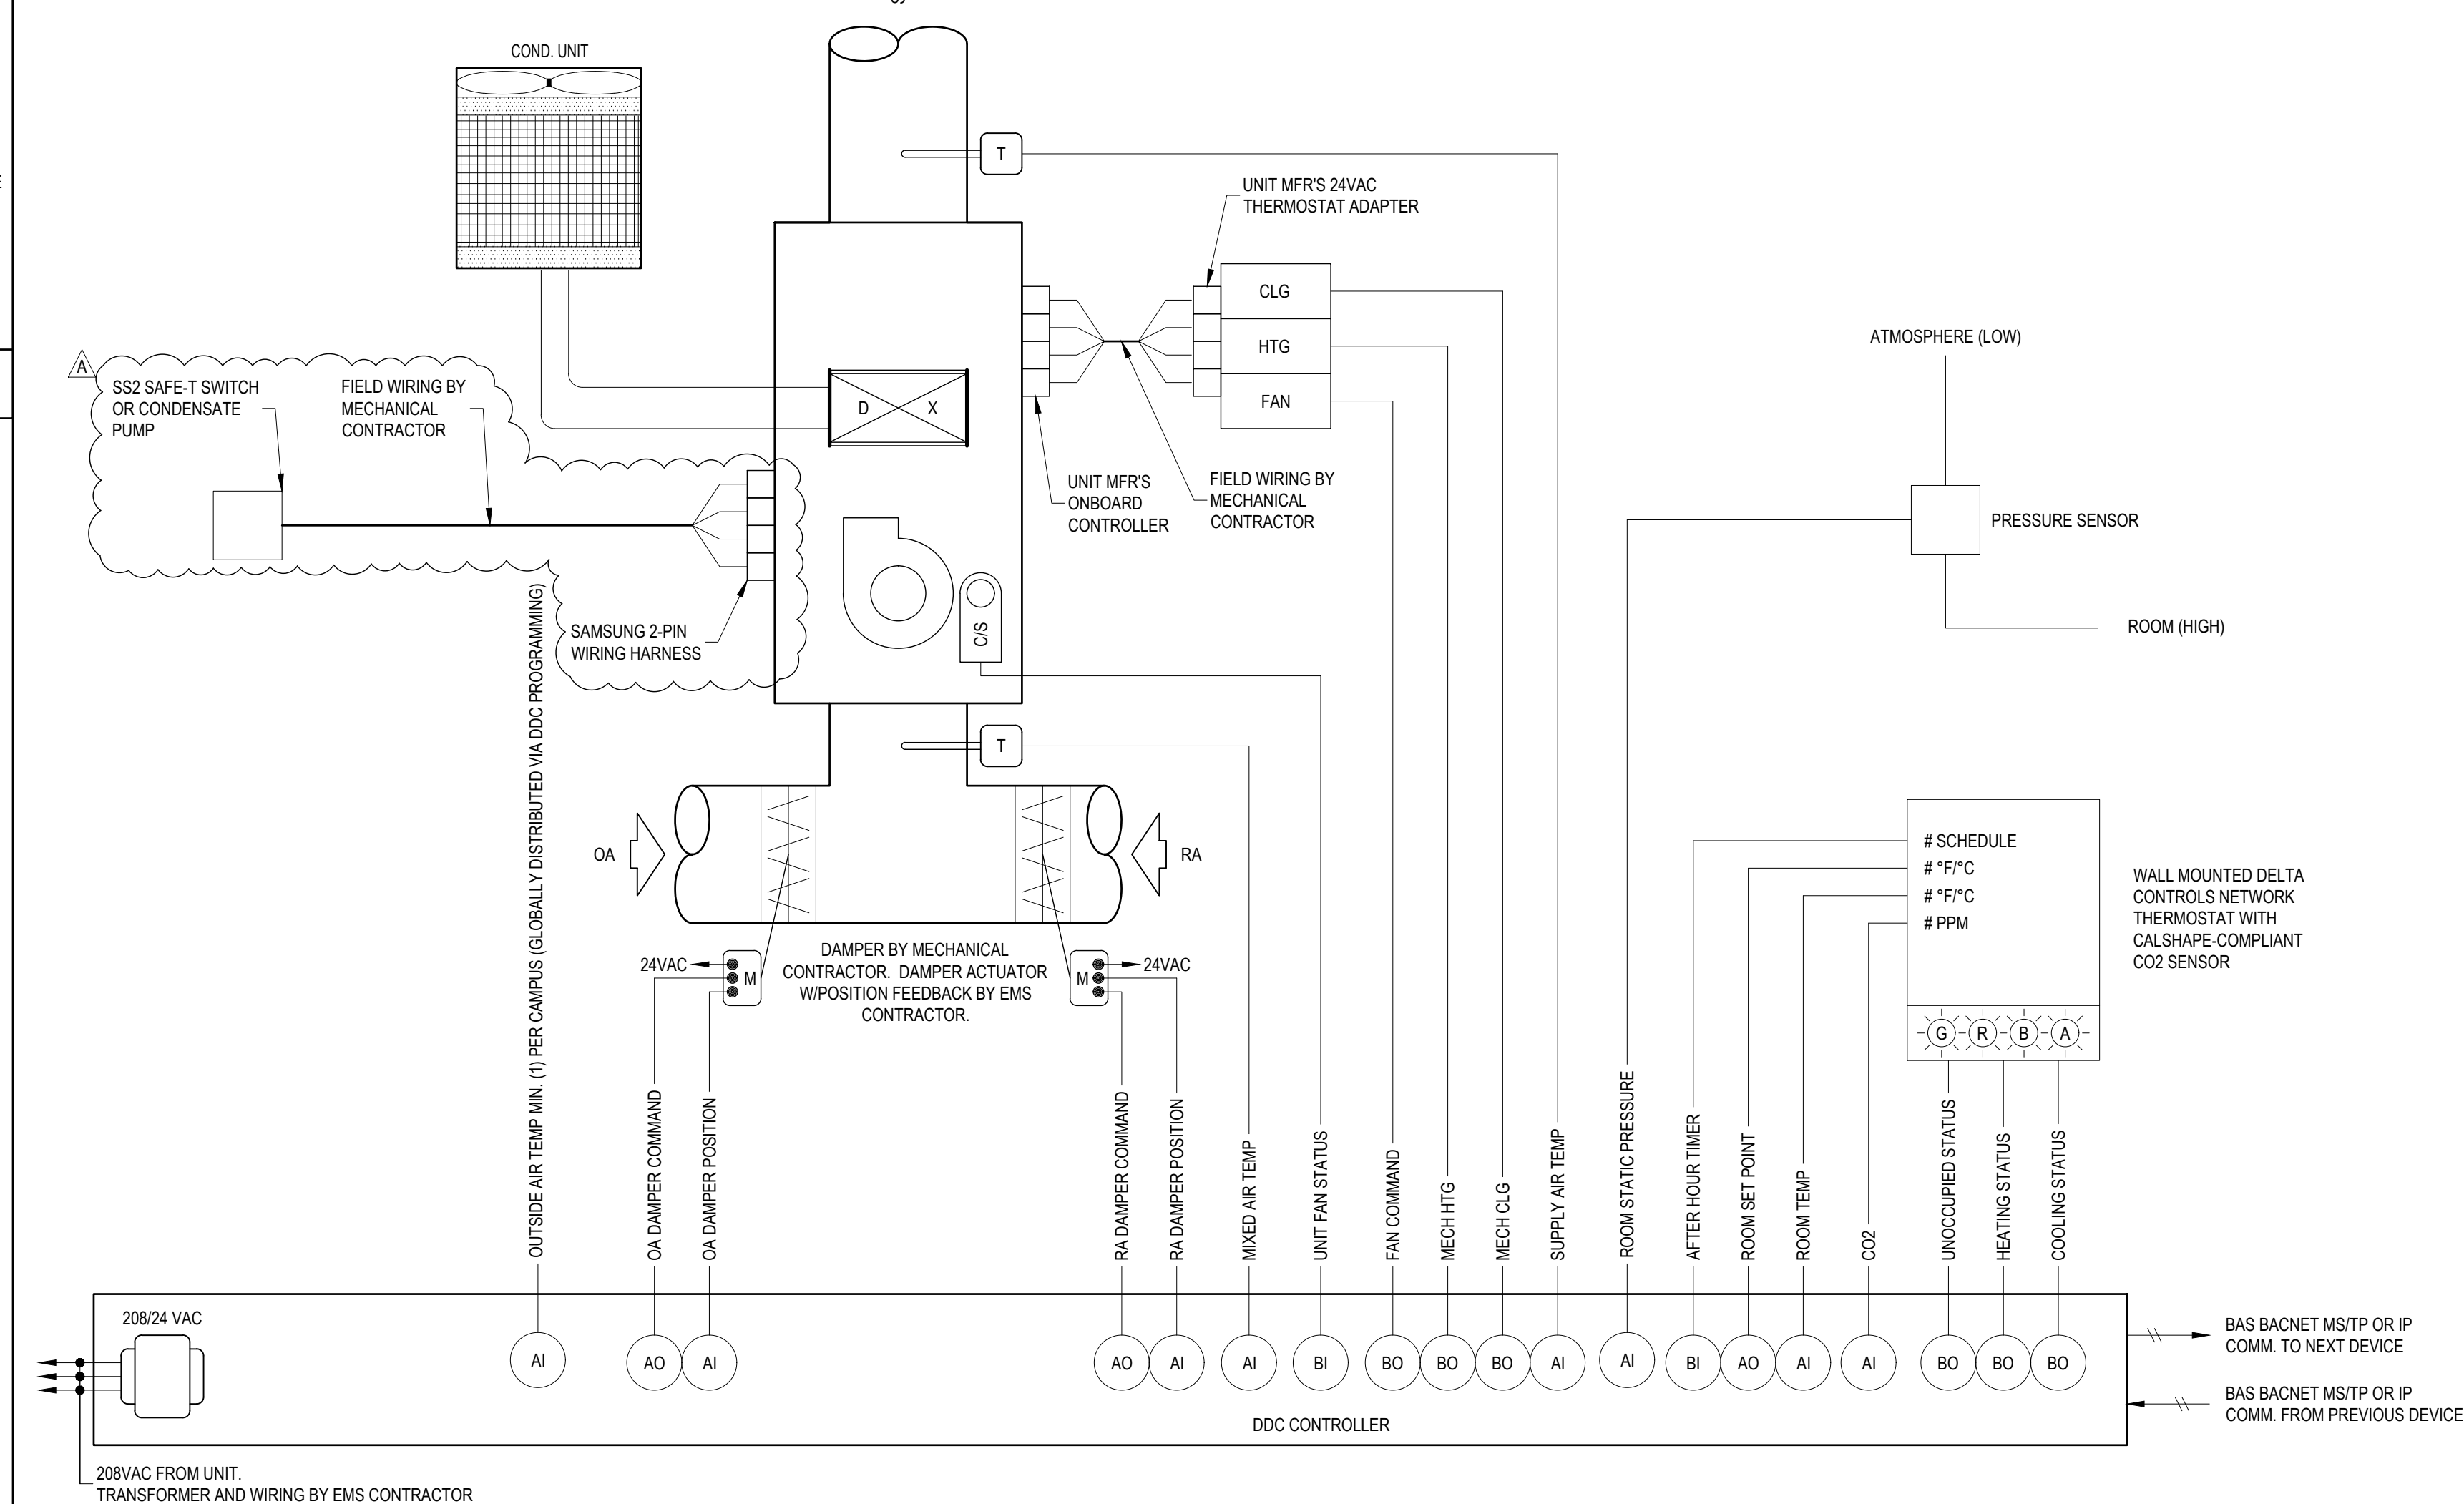 gy
COND. UNIT
T
UNIT MFR'S 24VAC
THERMOSTAT ADAPTER
CLG
HTG
FAN
ATMOSPHERE (LOW)
A
SS2 SAFE-T SWITCH
OR CONDENSATE
PUMP
FIELD WIRING BY
MECHANICAL
CONTRACTOR
D X
UNIT MFR'S
ONBOARD
CONTROLLER
FIELD WIRING BY
MECHANICAL
CONTRACTOR
PRESSURE SENSOR
C/S
SAMSUNG 2-PIN
WIRING HARNESS
ROOM (HIGH)
T
OA
RA
# SCHEDULE
# °F/°C
# °F/°C
# PPM
WALL MOUNTED DELTA
CONTROLS NETWORK
THERMOSTAT WITH
CALSHAPE-COMPLIANT
CO2 SENSOR
24VAC
M
DAMPER BY MECHANICAL
CONTRACTOR. DAMPER ACTUATOR
W/POSITION FEEDBACK BY EMS
CONTRACTOR.
M
24VAC
G R B A
OUTSIDE AIR TEMP MIN. (1) PER CAMPUS (GLOBALLY DISTRIBUTED VIA DDC PROGRAMMING)
OA DAMPER COMMAND
OA DAMPER POSITION
RA DAMPER COMMAND
RA DAMPER POSITION
MIXED AIR TEMP
UNIT FAN STATUS
FAN COMMAND
MECH HTG
MECH CLG
SUPPLY AIR TEMP
ROOM STATIC PRESSURE
AFTER HOUR TIMER
ROOM SET POINT
ROOM TEMP
CO2
UNOCCUPIED STATUS
HEATING STATUS
COOLING STATUS
208/24 VAC
AI AO AI AO AI AI BI BO BO BO AI AI BI AO AI AI BO BO BO
DDC CONTROLLER
BAS BACNET MS/TP OR IP
COMM. TO NEXT DEVICE
BAS BACNET MS/TP OR IP
COMM. FROM PREVIOUS DEVICE
208VAC FROM UNIT.
TRANSFORMER AND WIRING BY EMS CONTRACTOR